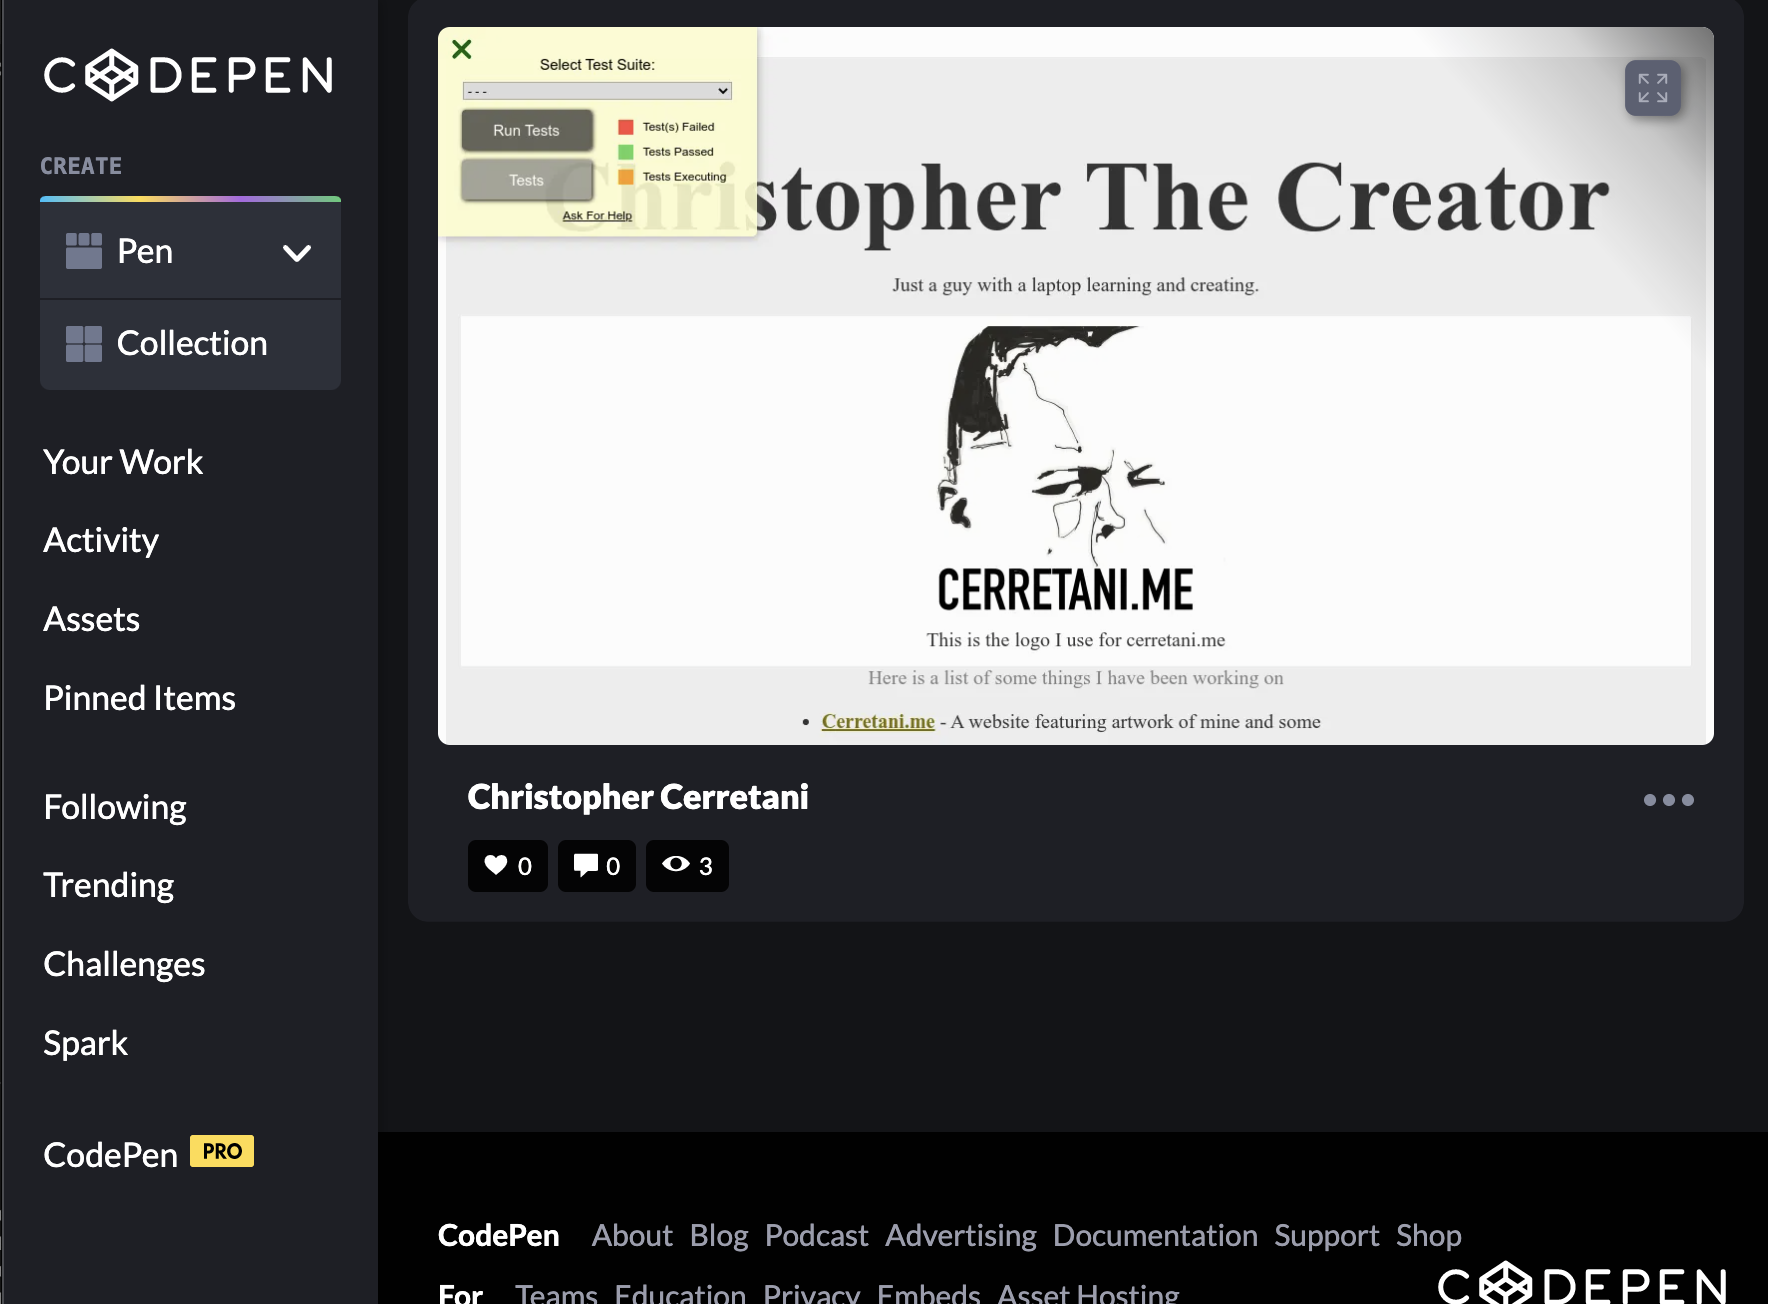 CODEPEN
CREATE
Pen
Collection
Your Work
Activity
Assets
Pinned Items
Following
Trending
Challenges
Spark
CodePen PRO
Select Test Suite:
- - -
Run Tests
Tests
Test(s) Failed
Tests Passed
Tests Executing
Ask For Help
Christopher The Creator
Just a guy with a laptop learning and creating.
CERRETANI.ME
This is the logo I use for cerretani.me
Here is a list of some things I have been working on
• Cerretani.me - A website featuring artwork of mine and some
Christopher Cerretani
0
0
3
CodePen About Blog Podcast Advertising Documentation Support Shop
For Teams Education Privacy Embeds Asset Hosting
CODEPEN